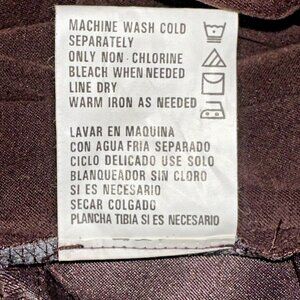 MACHINE WASH COLD
SEPARATELY
ONLY NON - CHLORINE
BLEACH WHEN NEEDED
LINE DRY
WARM IRON AS NEEDED
LAVAR EN MAQUINA
CON AGUA FRIA SEPARADO
CICLO DELICADO USE SOLO
BLANQUEADOR SIN CLORO
SI ES NECESARIO
SECAR COLGADO
PLANCHA TIBIA SI ES NECESARIO